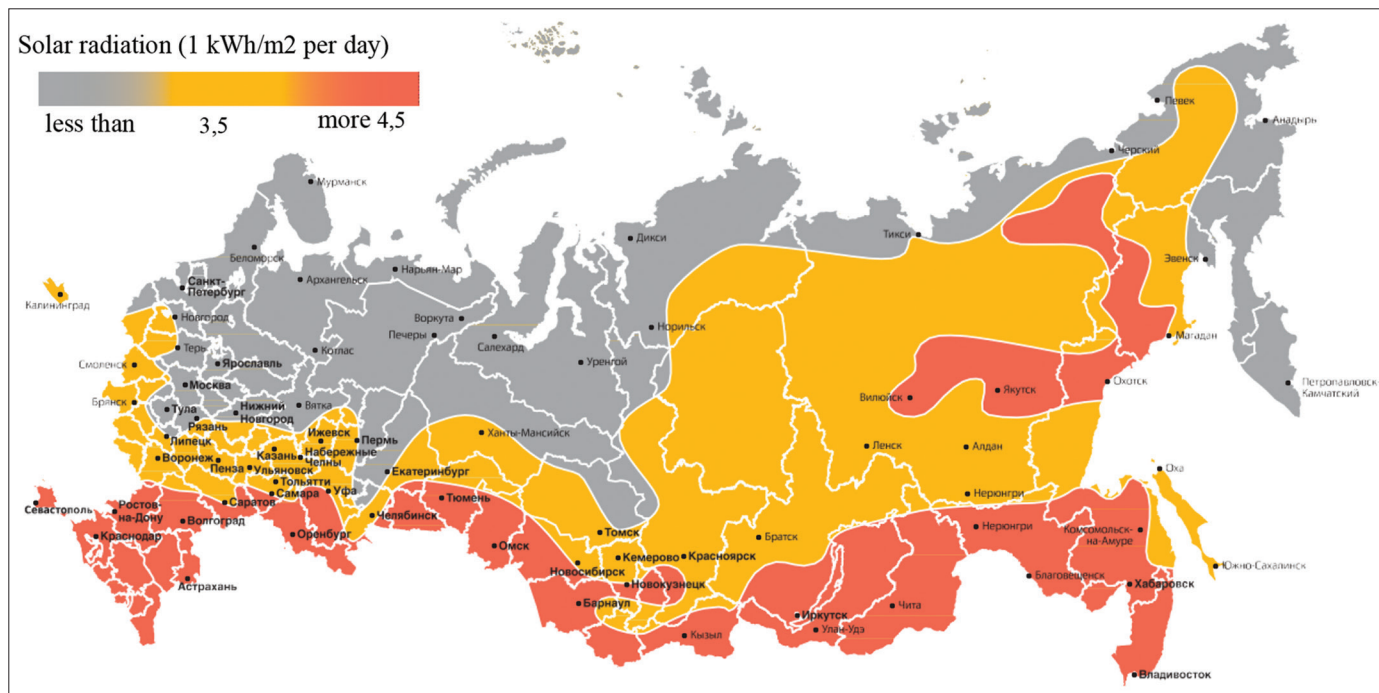 Solar radiation (1 kWh/m2 per day)
less than
3,5
more 4,5
Певек
Анадырь
Черский
Мурманск
Тикси
Дикси
Беломорск
Эвенск
Нарьян-Мар
Архангельск
Санкт-
Петербург
Калининград
Новгород
Воркута
Норильск
Печеры
Салехард
Магадан
Терь
Котлас
Смоленск
Ярославль
Уренгой
Москва
Охотск
Петропавловск-
Камчатский
Якутск
Вилюйск
Брянск
Тула
Нижний
Новгород
Вятка
Рязань
Ханты-Мансийск
Липецк
Ижевск
Пермь
Ленск
Алдан
Казань
Набережные
Челны
Воронеж
Пенза
Ульяновск
Екатеринбург
Оха
Тольятти
Самара
Уфа
Нерюнгри
Тюмень
Севастополь
Ростов-
на-Дону
Саратов
Челябинск
Волгоград
Нерюнгри
Комсомольск-
на-Амуре
Оренбург
Томск
Братск
Краснодар
Омск
Кемерово
Красноярск
Новосибирск
Южно-Сахалинск
Астрахань
Новокузнецк
Благовещенск
Хабаровск
Барнаул
Чита
Иркутск
Улан-Удэ
Кызыл
Владивосток